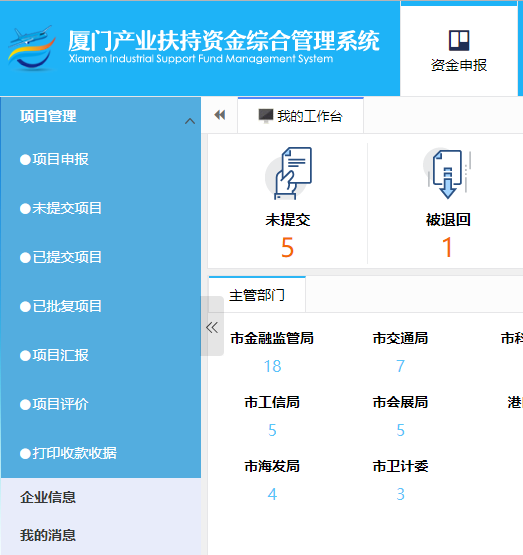 厦门产业扶持资金综合管理系统
Xiamen Industrial Support Fund Management System
资金申报
项目管理
项目申报
未提交项目
已提交项目
已批复项目
项目汇报
项目评价
打印收款收据
企业信息
我的消息
我的工作台
未提交
5
被退回
1
主管部门
市金融监管局
18
市交通局
7
市科
市工信局
5
市会展局
5
港
市海发局
4
市卫计委
3